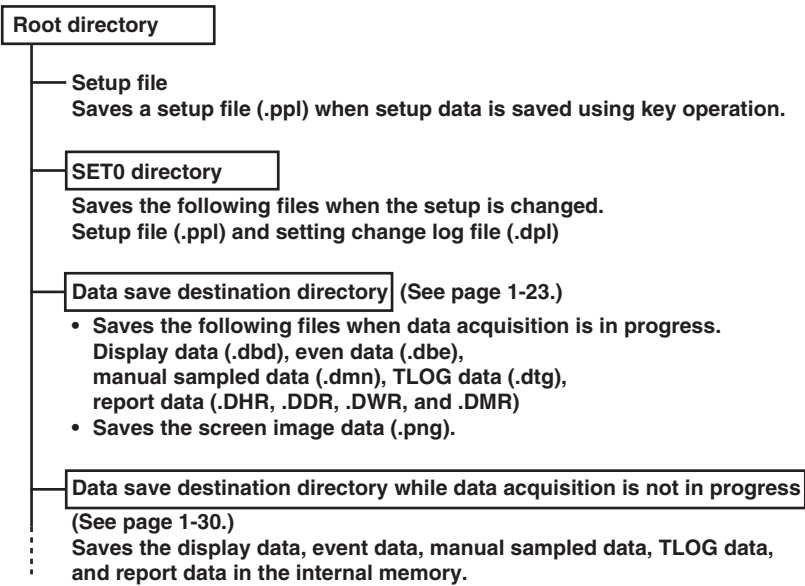 Root directory
Setup file
Saves a setup file (.ppl) when setup data is saved using key operation.
SET0 directory
Saves the following files when the setup is changed.
Setup file (.ppl) and setting change log file (.dpl)
Data save destination directory (See page 1-23.)
• Saves the following files when data acquisition is in progress.
Display data (.dbd), even data (.dbe),
manual sampled data (.dmn), TLOG data (.dtg),
report data (.DHR, .DDR, .DWR, and .DMR)
• Saves the screen image data (.png).
Data save destination directory while data acquisition is not in progress
(See page 1-30.)
Saves the display data, event data, manual sampled data, TLOG data,
and report data in the internal memory.